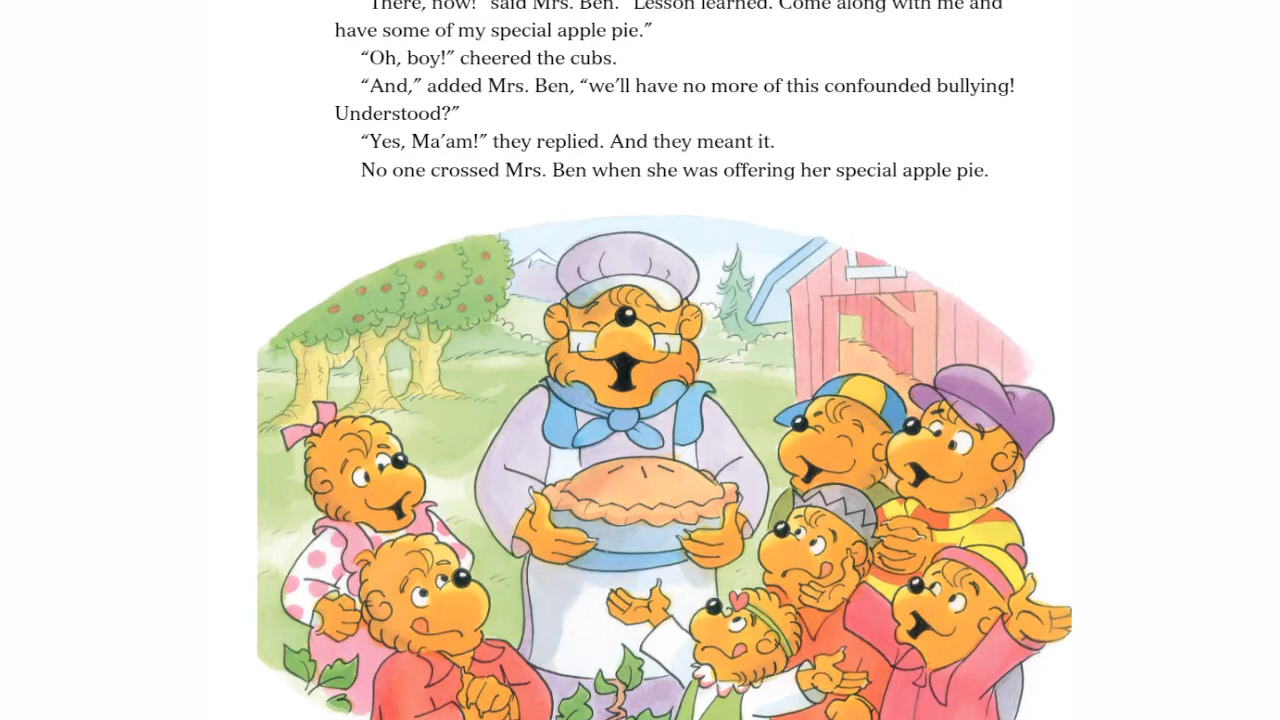 "There, now!" said Mrs. Ben. "Lesson learned. Come along with me and
have some of my special apple pie."
"Oh, boy!" cheered the cubs.
"And," added Mrs. Ben, "we'll have no more of this confounded bullying!
Understood?"
"Yes, Ma'am!" they replied. And they meant it.
No one crossed Mrs. Ben when she was offering her special apple pie.